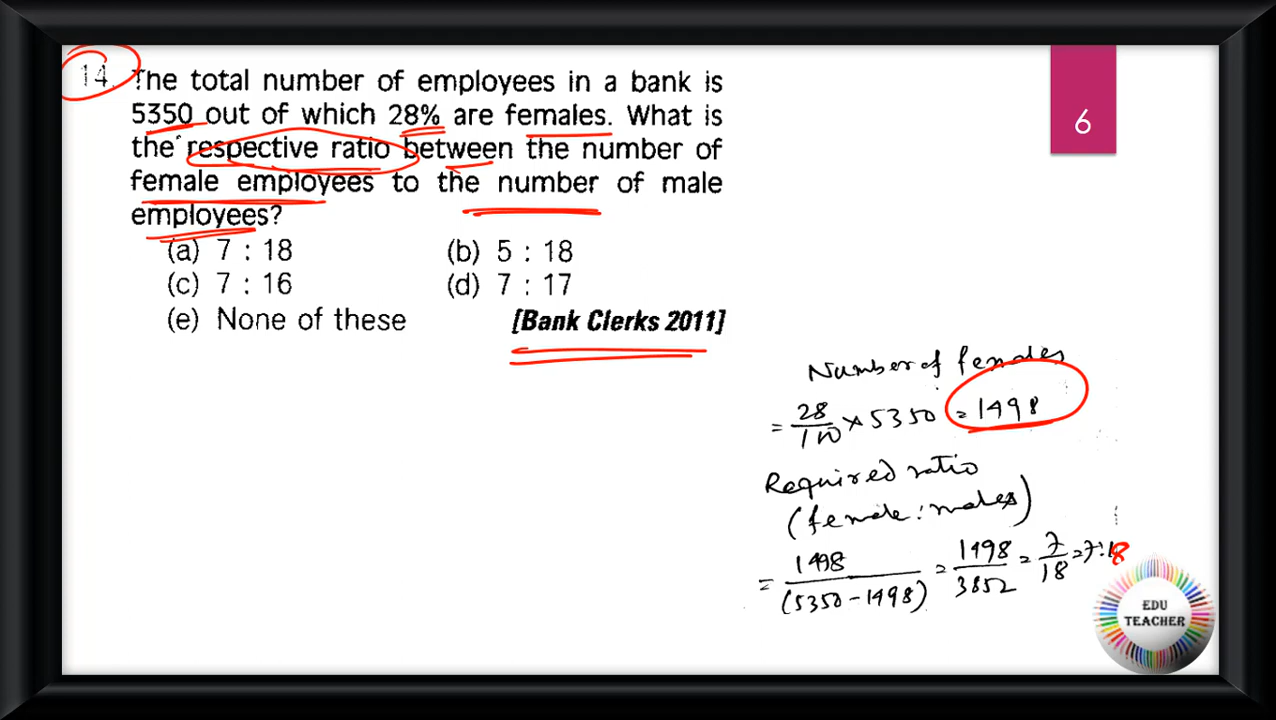 14. The total number of employees in a bank is
5350 out of which 28% are females. What is
the respective ratio between the number of
female employees to the number of male
employees?
(a) 7 : 18 (b) 5 : 18
(c) 7 : 16 (d) 7 : 17
(e) None of these [Bank Clerks 2011]
6
Number of females
= 28/100 × 5350 = 1498
Required ratio
(female : males)
= 1498/(5350 - 1498) = 1498/3852 = 7/18 = 7:18
EDU
TEACHER